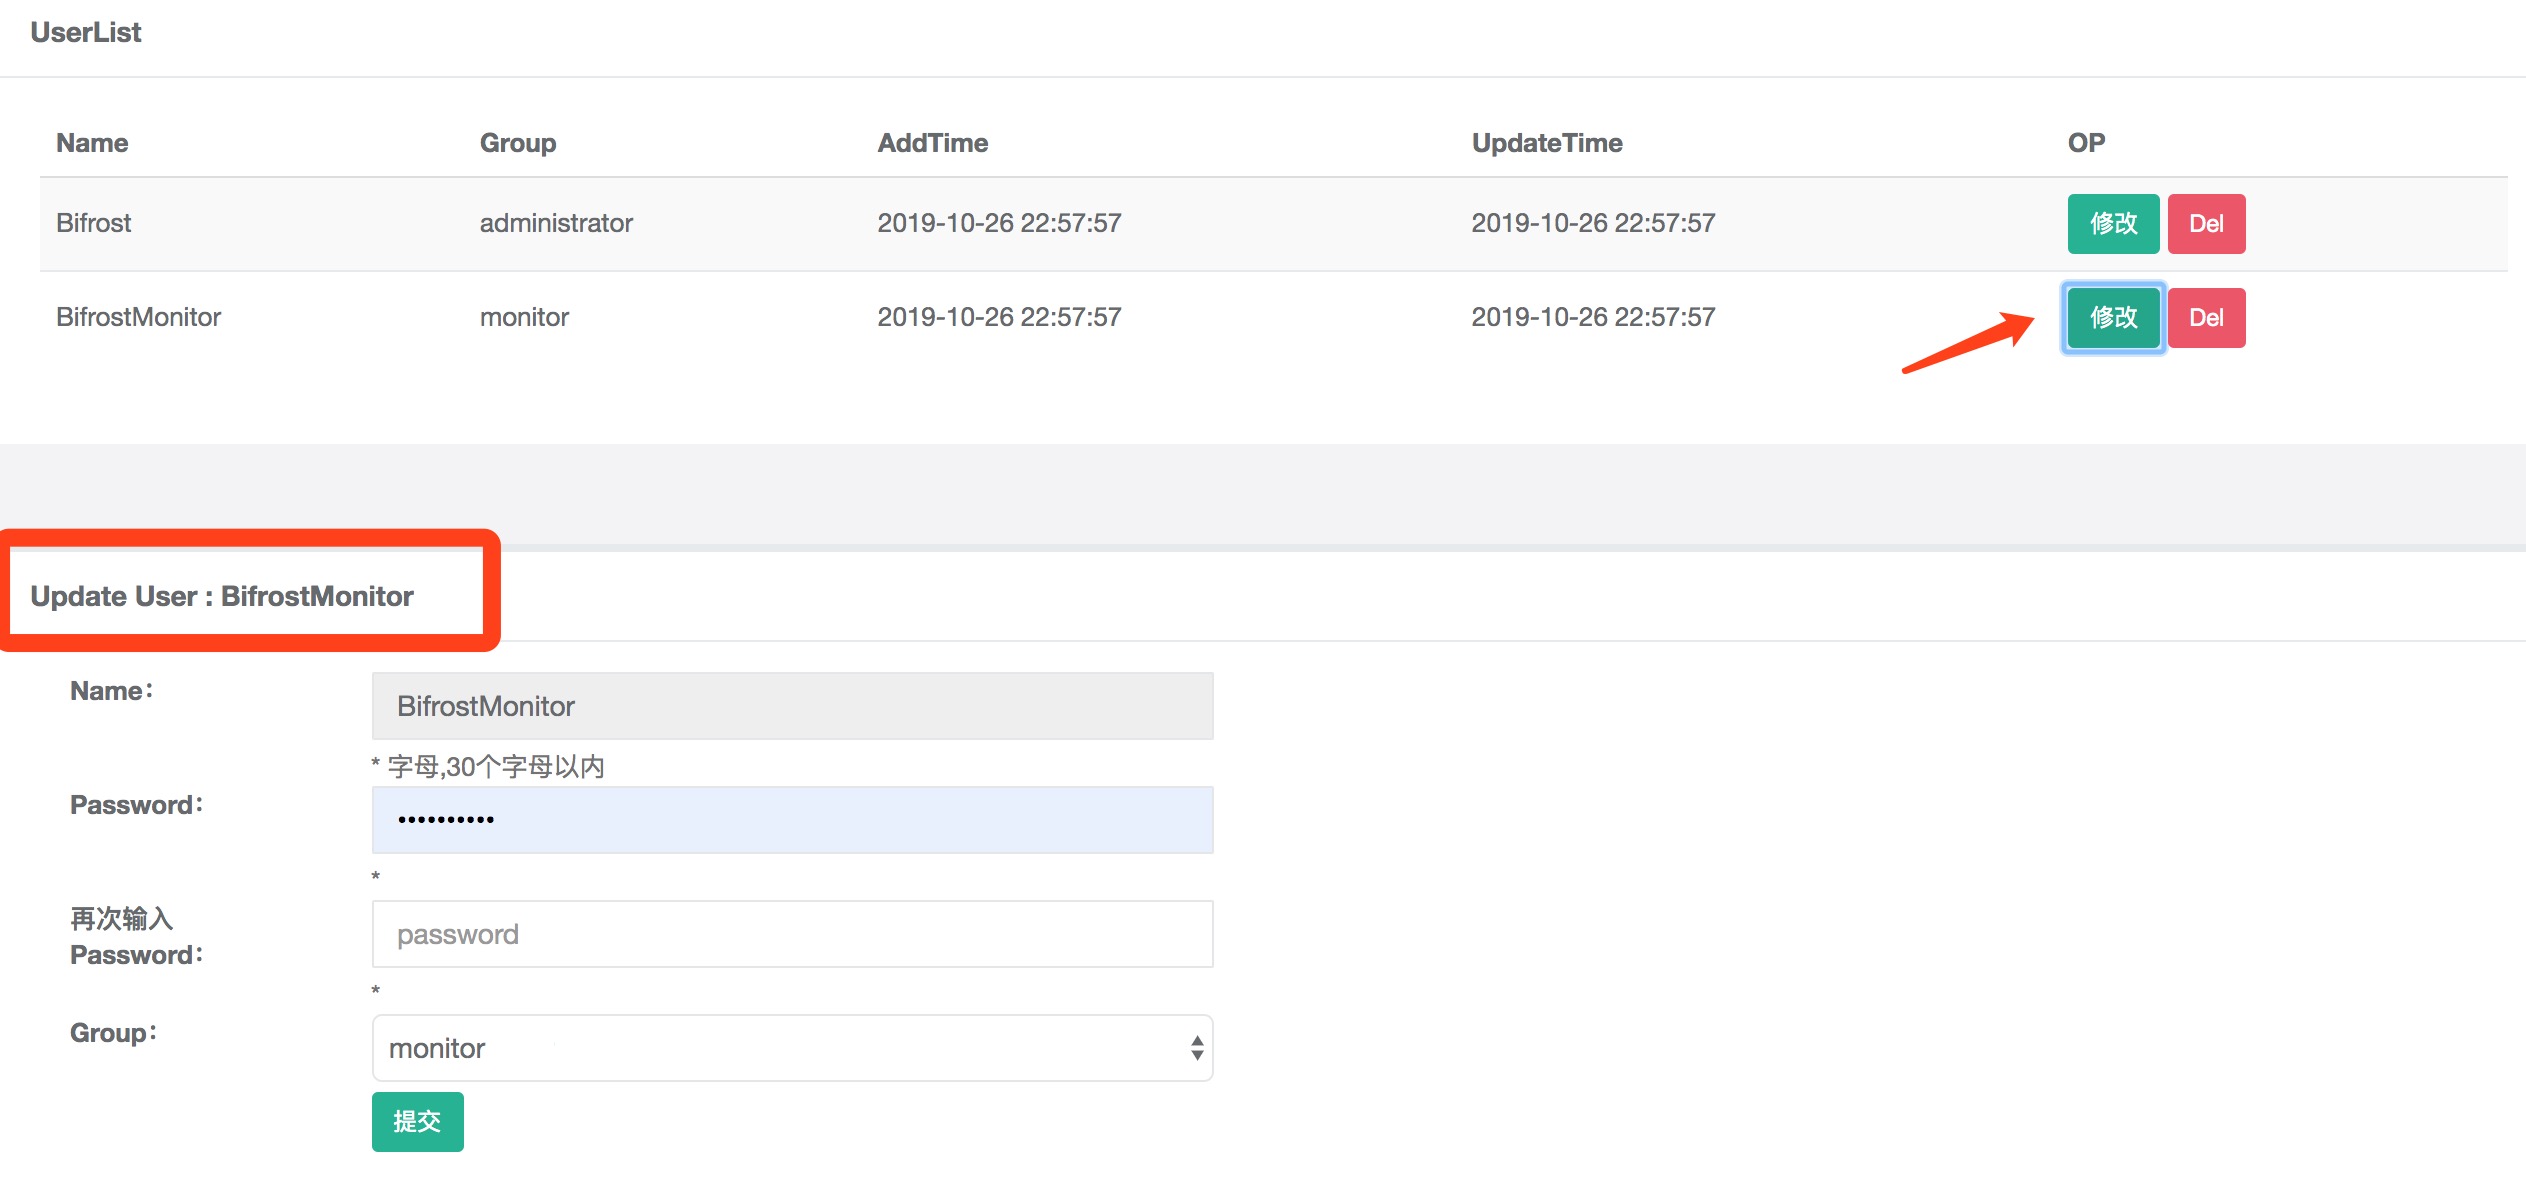 UserList
Name Group AddTime UpdateTime OP
Bifrost administrator 2019-10-26 22:57:57 2019-10-26 22:57:57 修改 Del
BifrostMonitor monitor 2019-10-26 22:57:57 2019-10-26 22:57:57 修改 Del
Update User : BifrostMonitor
Name： BifrostMonitor
* 字母,30个字母以内
Password： ••••••••••
*
再次输入
Password： password
*
Group： monitor
提交